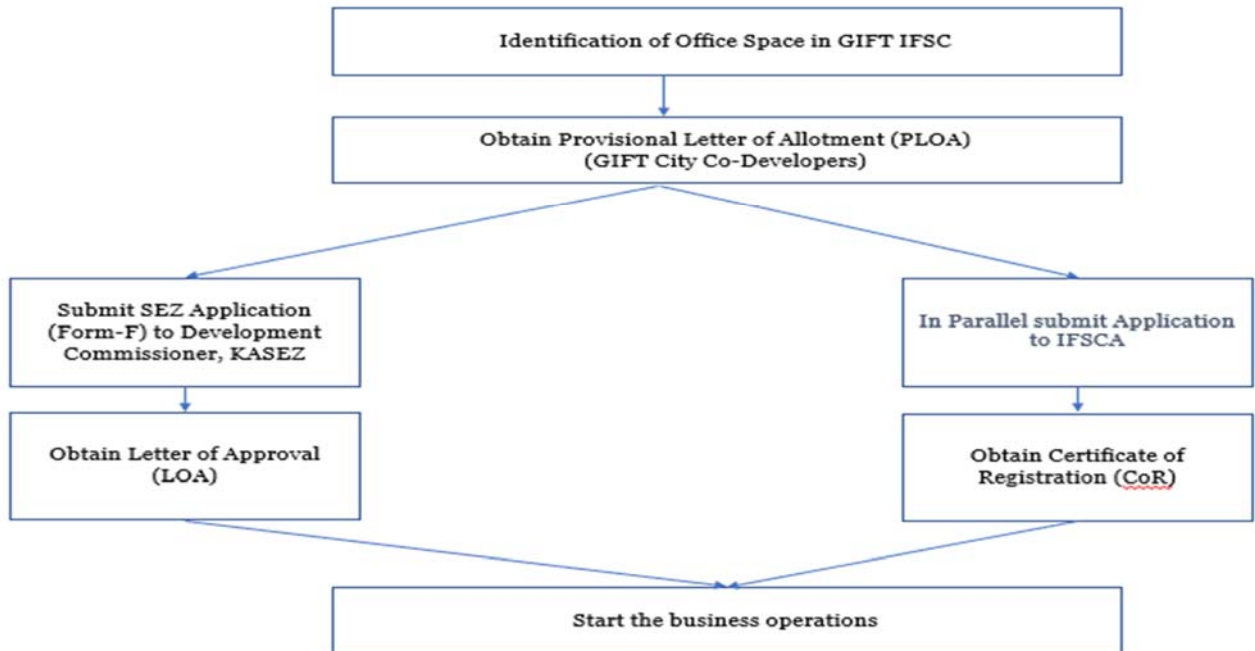 Identification of Office Space in GIFT IFSC
Obtain Provisional Letter of Allotment (PLOA)
(GIFT City Co-Developers)
Submit SEZ Application
(Form-F) to Development
Commissioner, KASEZ
In Parallel submit Application
to IFSCA
Obtain Letter of Approval
(LOA)
Obtain Certificate of
Registration (CoR)
Start the business operations